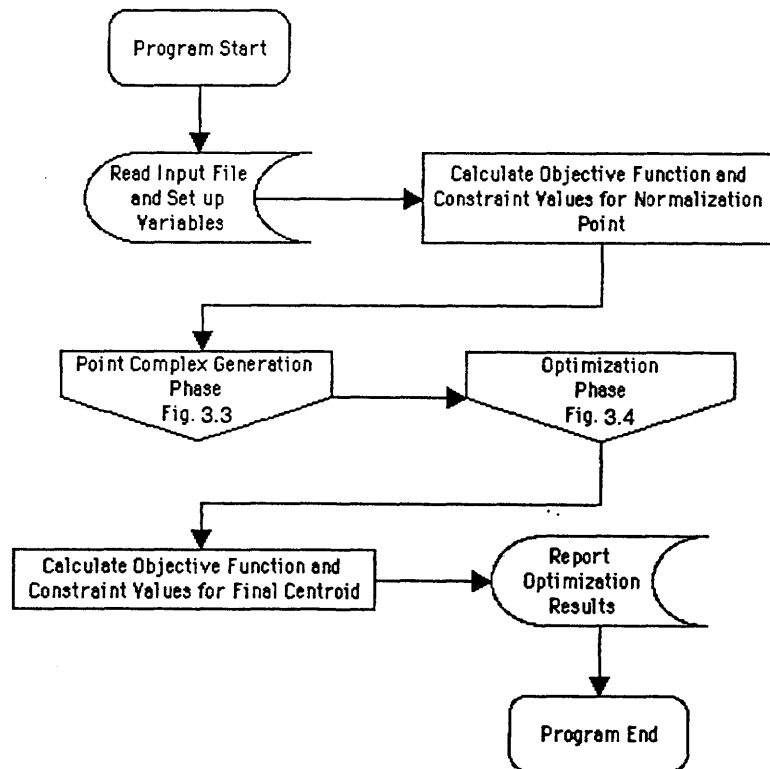 Program Start
Read Input File
and Set up
Variables
Calculate Objective Function and
Constraint Values for Normalization
Point
Point Complex Generation
Phase
Fig. 3.3
Optimization
Phase
Fig. 3.4
Calculate Objective Function and
Constraint Values for Final Centroid
Report
Optimization
Results
Program End